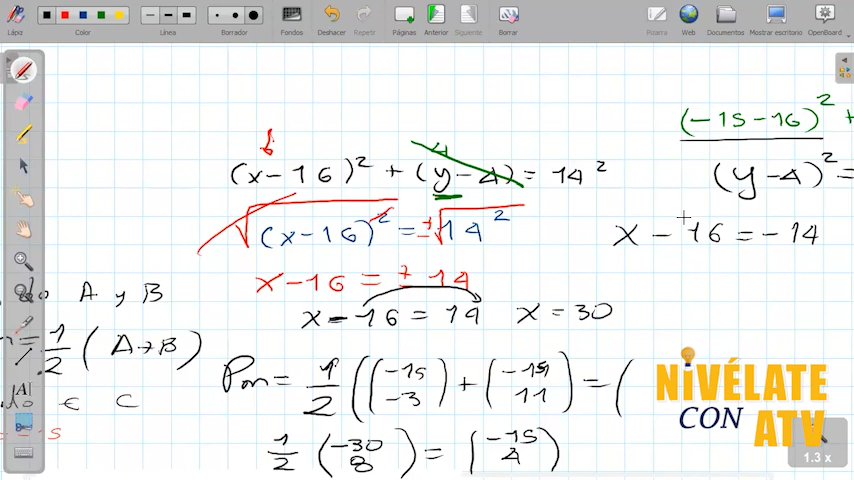 Lápiz Línea Borrador Fondos Deshacer Repetir Páginas Anterior Siguiente Borrar Pizarra Web Documentos Mostrar escritorio OpenBoard
(-15-16)² +
(x-16)² + (y-4) = 14²
(y-4)² =
√(x-16)² = ±√14²
x - 16 = -14
x-16 = ± 14
A y B
x - 16 = 14 x = 30
= 1/2 (A+B)
Pm = 1/2 ((-15 -3) + (-15 11)) = (
E C
1/2 (-30 8) = (-15 4)
NIVÉLATE
CON
ATV
1.3 x